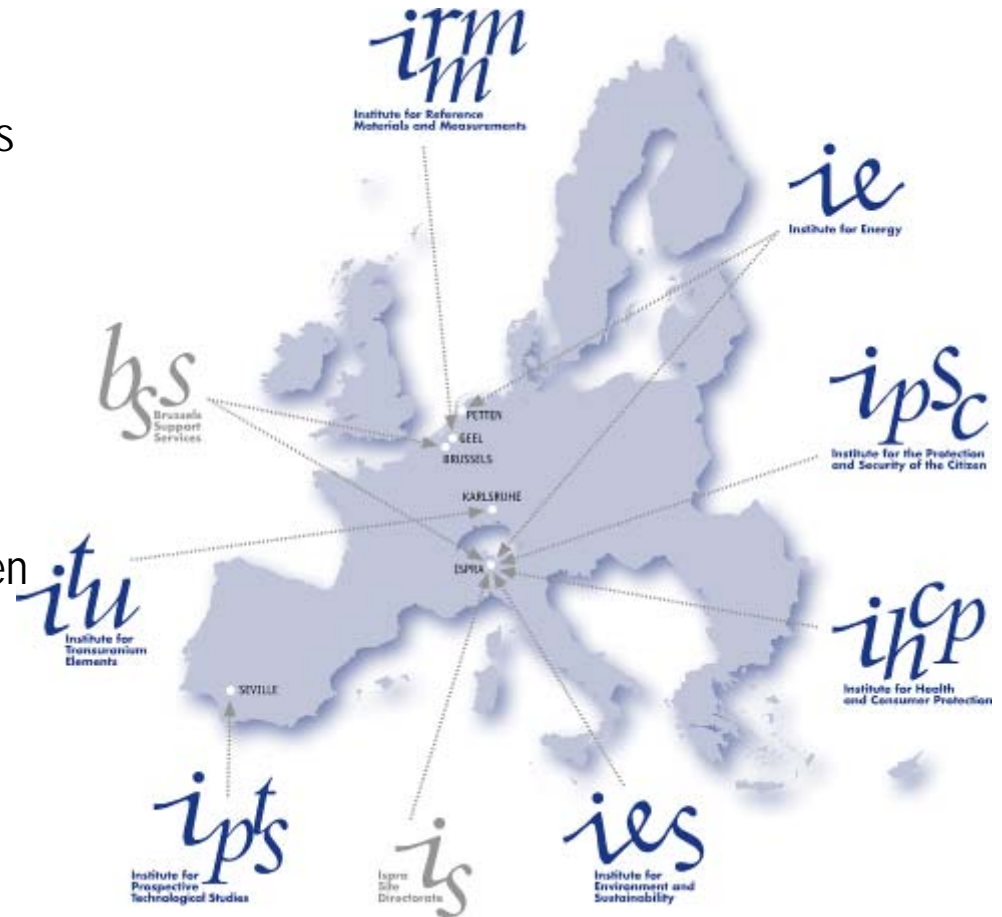 irm
m
Institute for Reference
Materials and Measurements
s
ie
Institute for Energy
bss
Brussels
Support
Services
ipsc
Institute for the Protection
and Security of the Citizen
PETTEN
GEEL
BRUSSELS
KARLSRUHE
ISPRA
en
itu
Institute for
Transuranium
Elements
ihcp
Institute for Health
and Consumer Protection
SEVILLE
ipts
Institute for
Prospective
Technological Studies
is
Ispra
Site
Directorate
ies
Institute for
Environment and
Sustainability